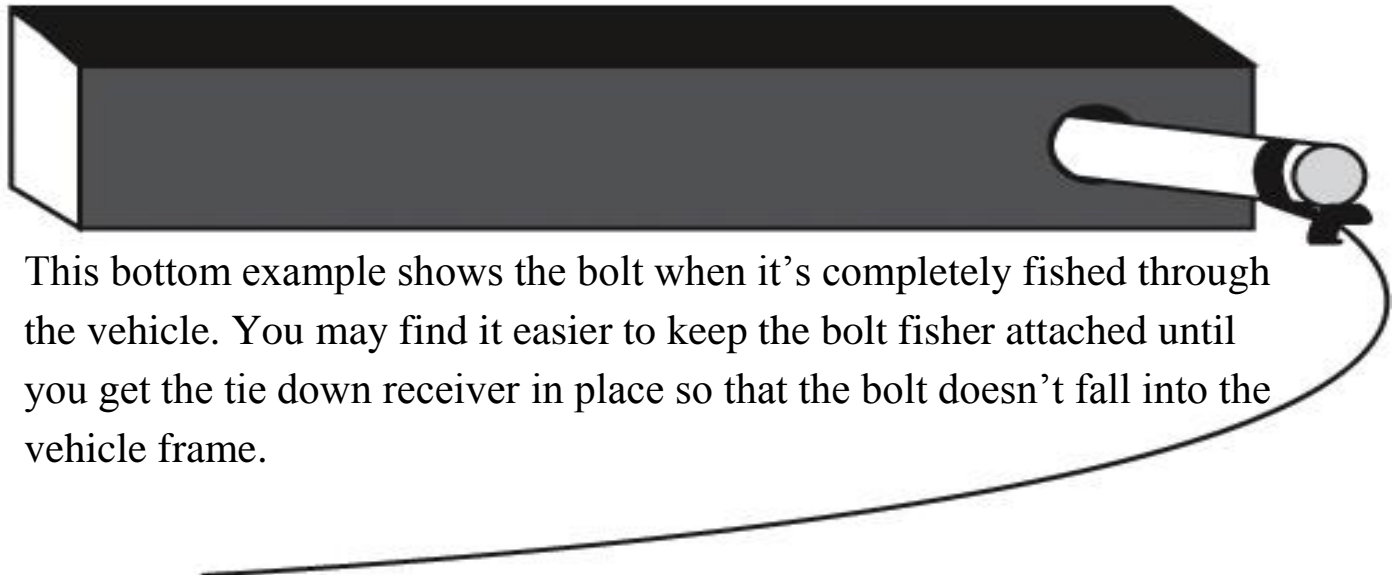 This bottom example shows the bolt when it’s completely fished through
the vehicle. You may find it easier to keep the bolt fisher attached until
you get the tie down receiver in place so that the bolt doesn’t fall into the
vehicle frame.